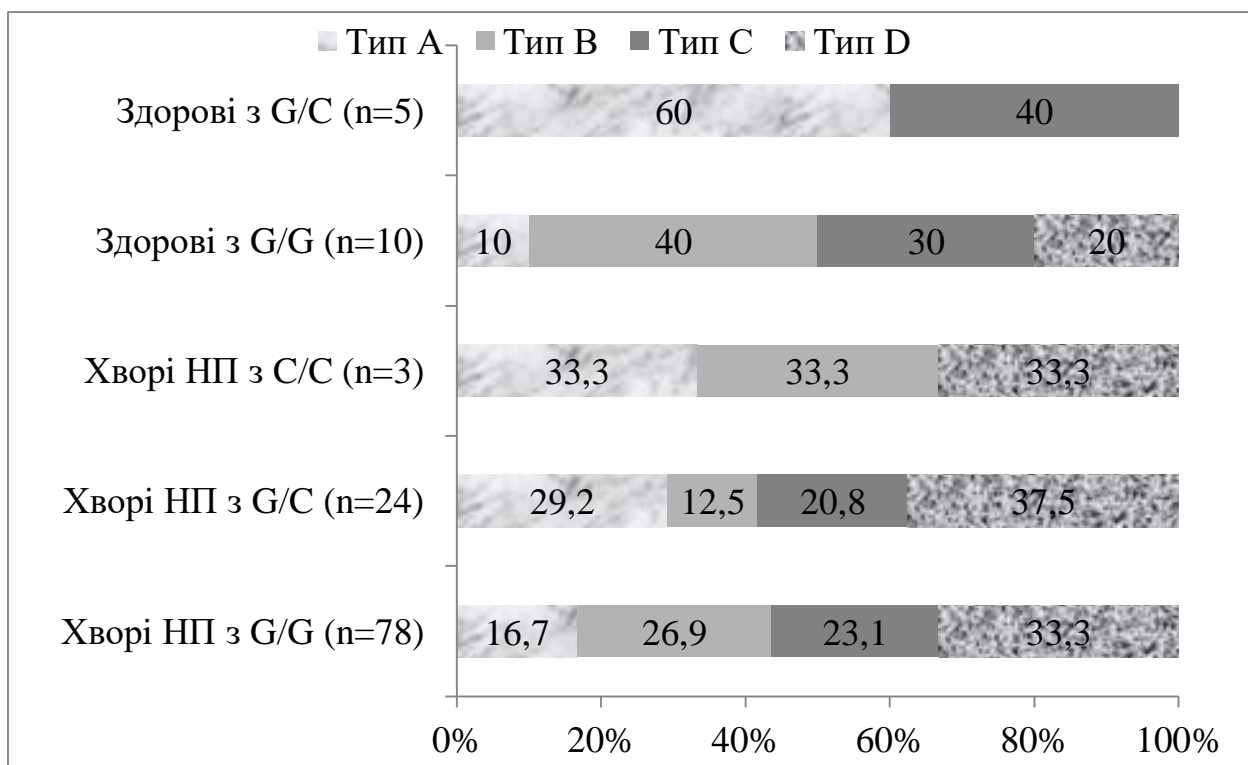 Тип А Тип В Тип С Тип D
Здорові з G/C (n=5) 60 40
Здорові з G/G (n=10) 10 40 30 20
Хворі НП з C/C (n=3) 33,3 33,3 33,3
Хворі НП з G/C (n=24) 29,2 12,5 20,8 37,5
Хворі НП з G/G (n=78) 16,7 26,9 23,1 33,3
0% 20% 40% 60% 80% 100%